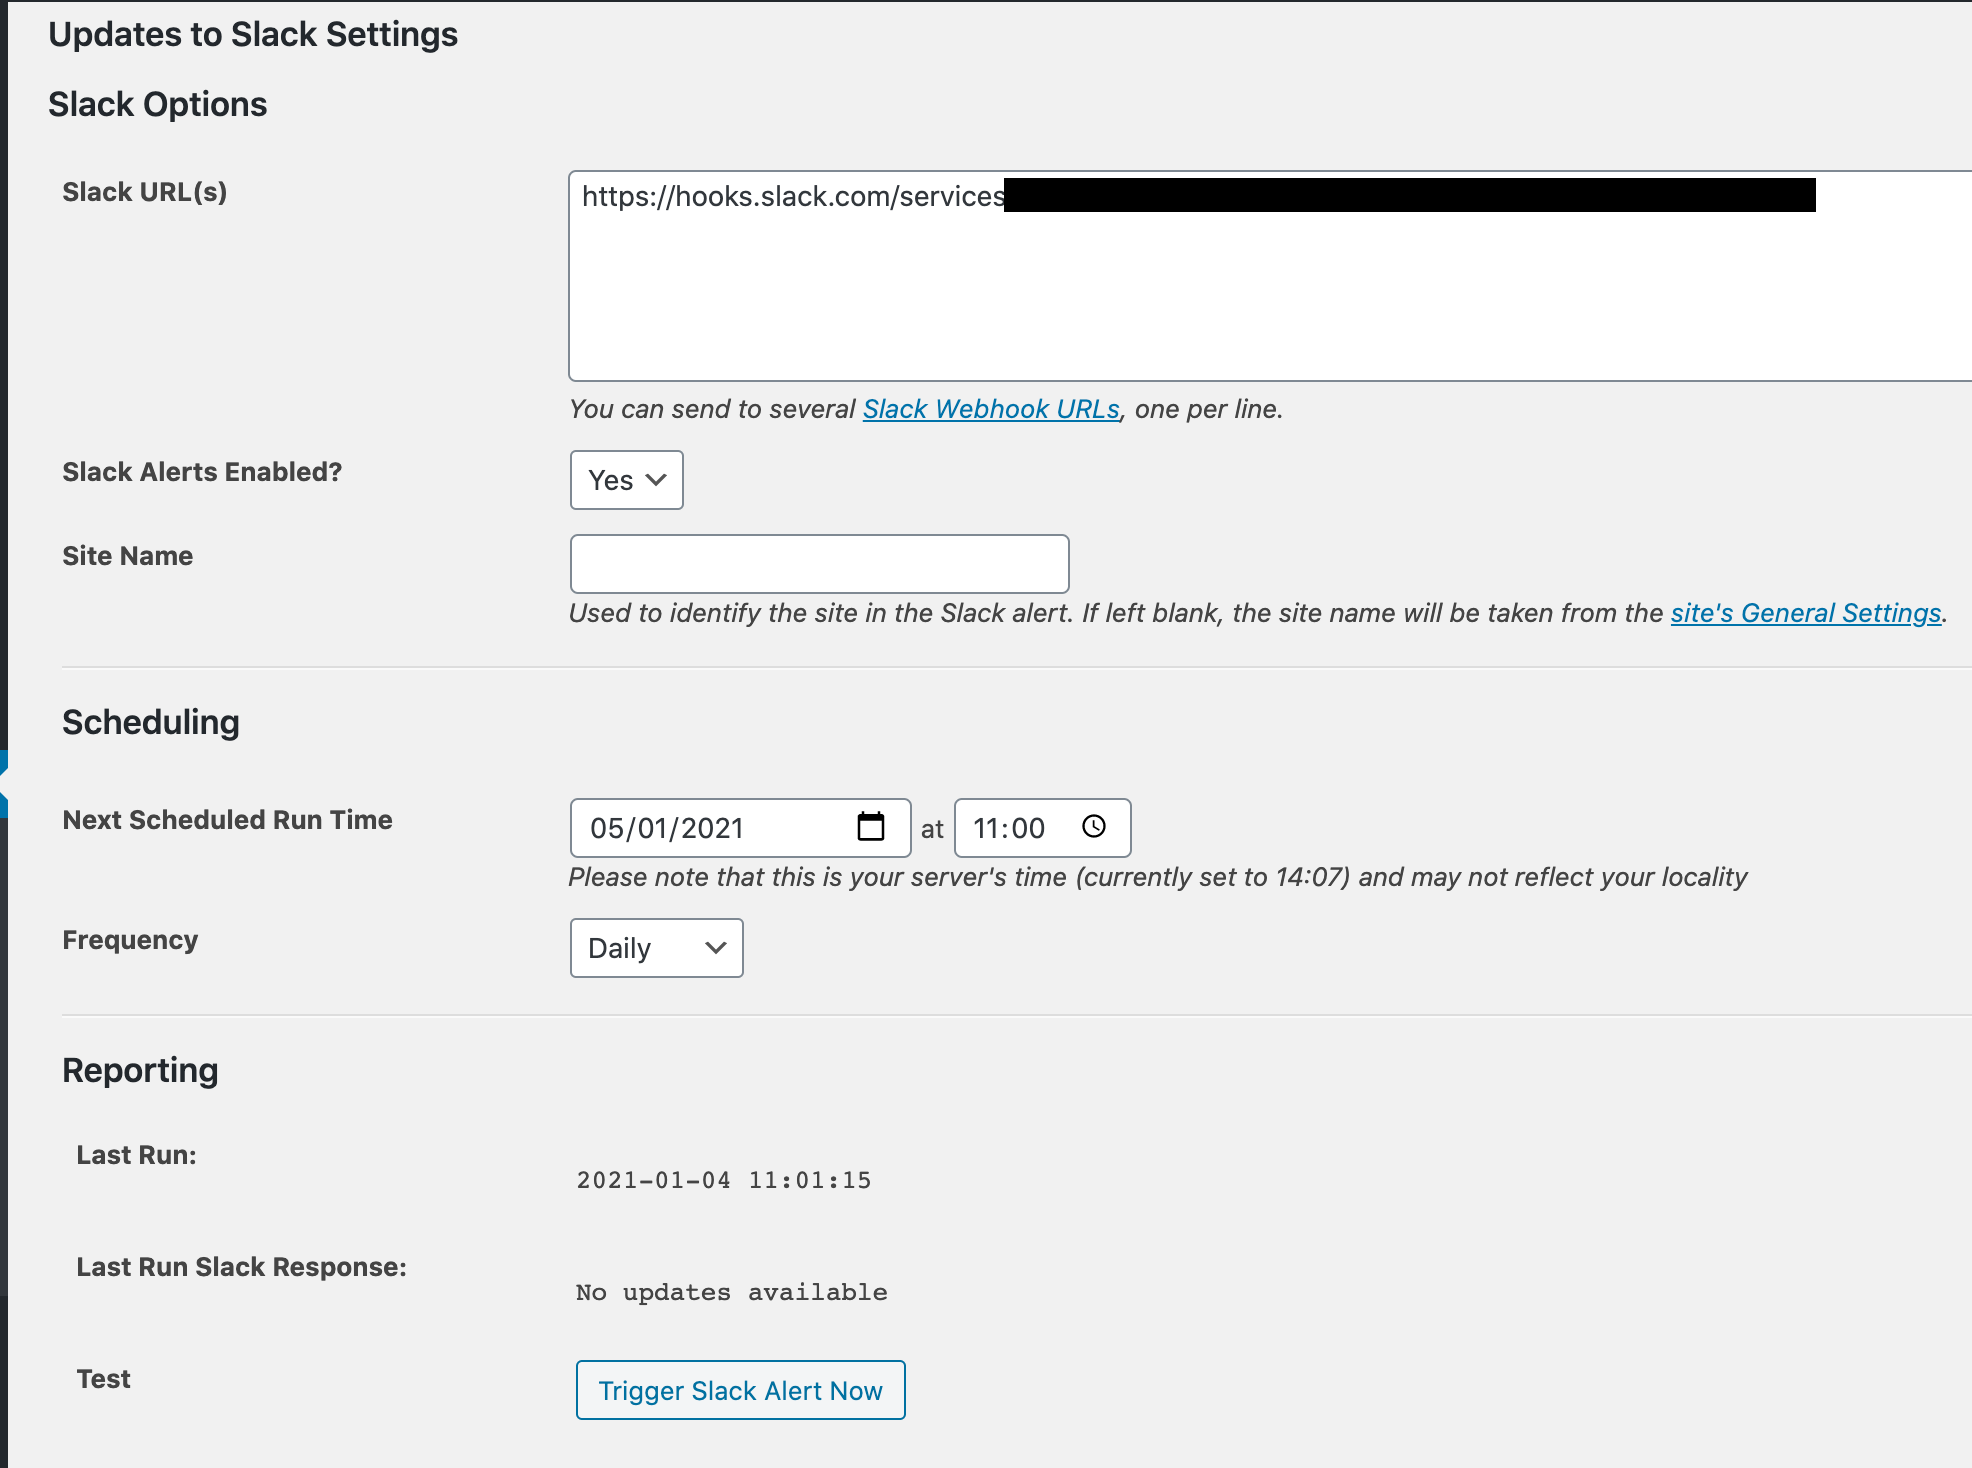 Updates to Slack Settings
Slack Options
Slack URL(s)
https://hooks.slack.com/services
You can send to several Slack Webhook URLs, one per line.
Slack Alerts Enabled?
Yes
Site Name
Used to identify the site in the Slack alert. If left blank, the site name will be taken from the site's General Settings.
Scheduling
Next Scheduled Run Time
05/01/2021 at 11:00
Please note that this is your server's time (currently set to 14:07) and may not reflect your locality
Frequency
Daily
Reporting
Last Run:
2021-01-04 11:01:15
Last Run Slack Response:
No updates available
Test
Trigger Slack Alert Now